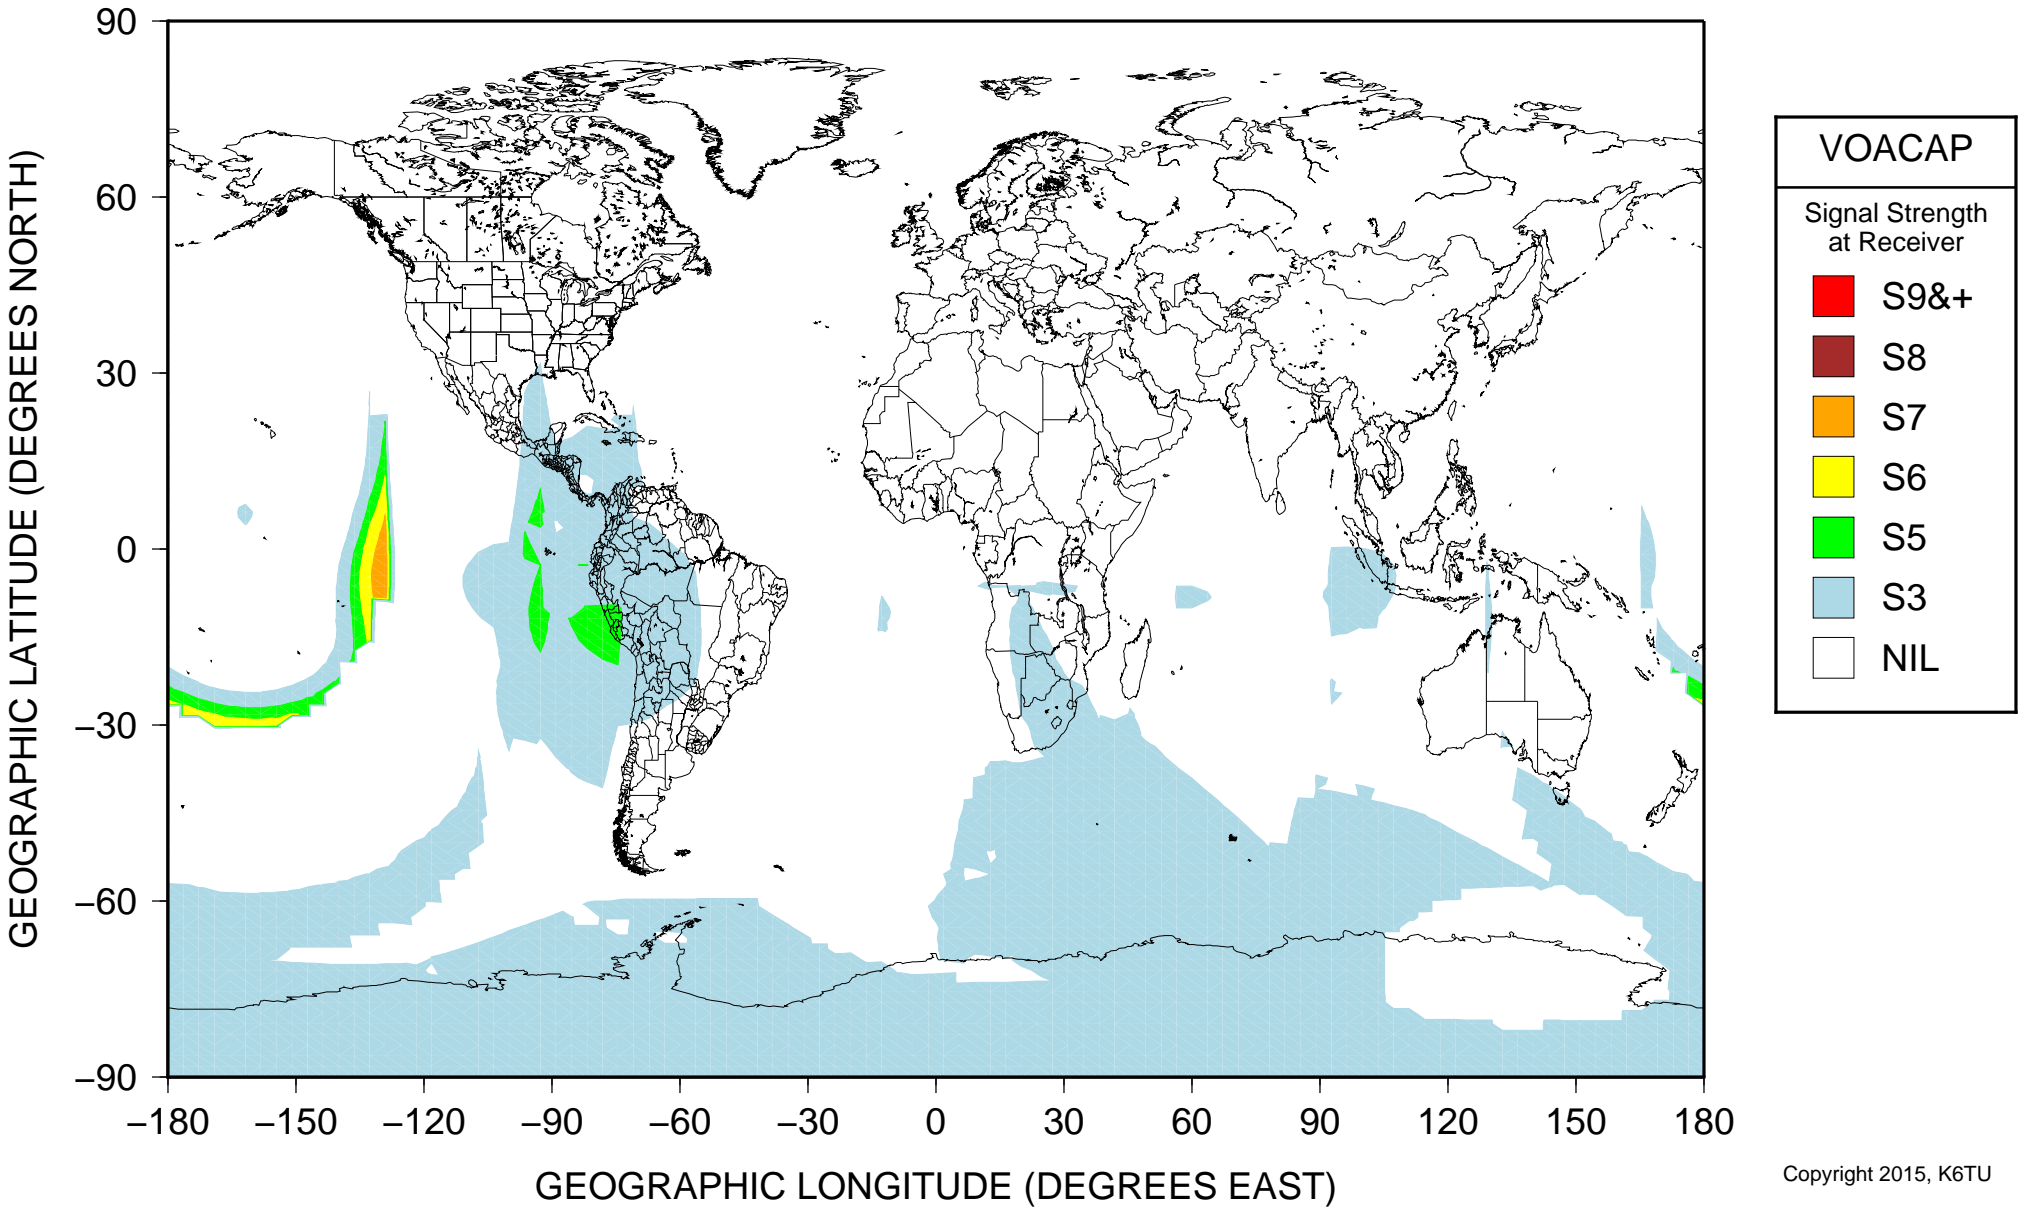 90
60
30
0
−30
−60
−90
GEOGRAPHIC LATITUDE (DEGREES NORTH)
−180 −150 −120 −90 −60 −30 0 30 60 90 120 150 180
GEOGRAPHIC LONGITUDE (DEGREES EAST)
VOACAP
Signal Strength
at Receiver
S9&+
S8
S7
S6
S5
S3
NIL
Copyright 2015, K6TU